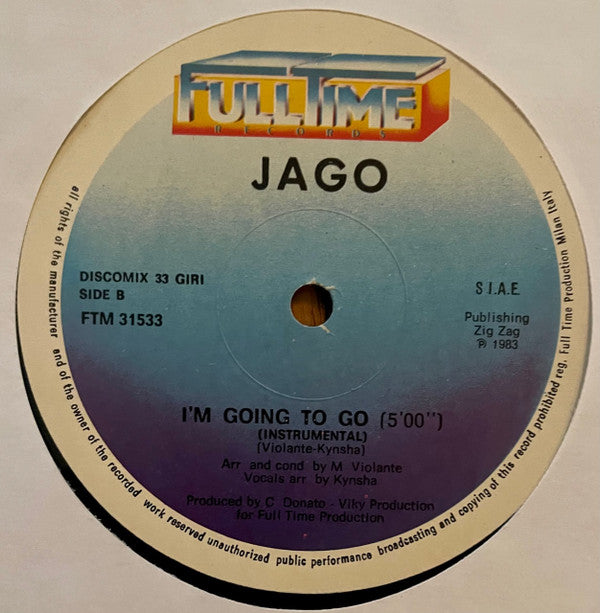 FULLTIME
RECORDS
JAGO
DISCOMIX 33 GIRI
SIDE B
FTM 31533
S I.A.E.
Publishing
Zig Zag
℗ 1983
I'M GOING TO GO (5'00")
(INSTRUMENTAL)
(Violante-Kynsha)
Arr and cond by M Violante
Vocals arr by Kynsha
Produced by C Donato - Viky Production
for Full Time Production
all rights of the manufacturer and of the owner of the recorded work reserved unauthorized public performance broadcasting and copying of this record prohibited reg. Full Time Production Milan Italy